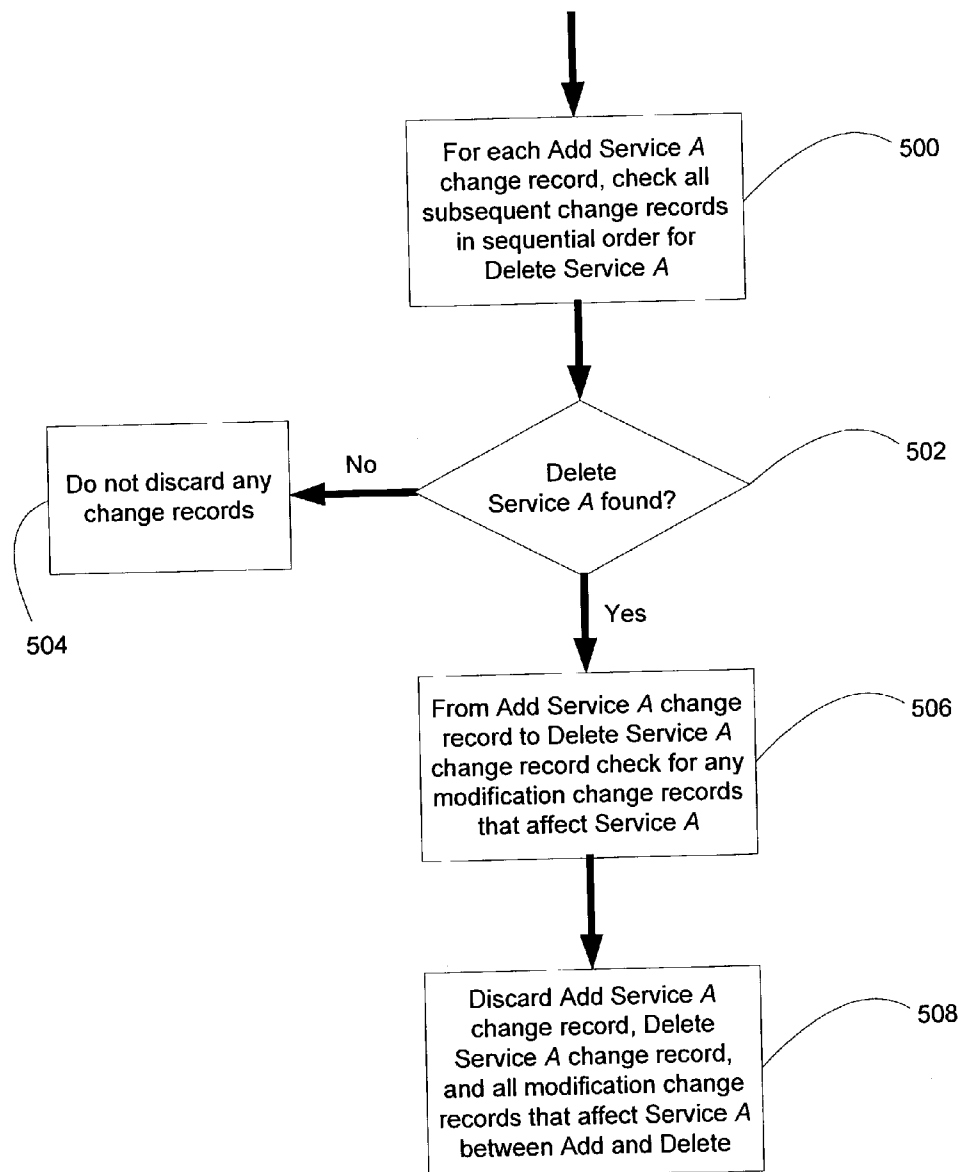 For each Add Service A
change record, check all
subsequent change records
in sequential order for
Delete Service A
500
Delete
Service A found?
502
No
Do not discard any
change records
504
Yes
From Add Service A change
record to Delete Service A
change record check for any
modification change records
that affect Service A
506
Discard Add Service A
change record, Delete
Service A change record,
and all modification change
records that affect Service A
between Add and Delete
508